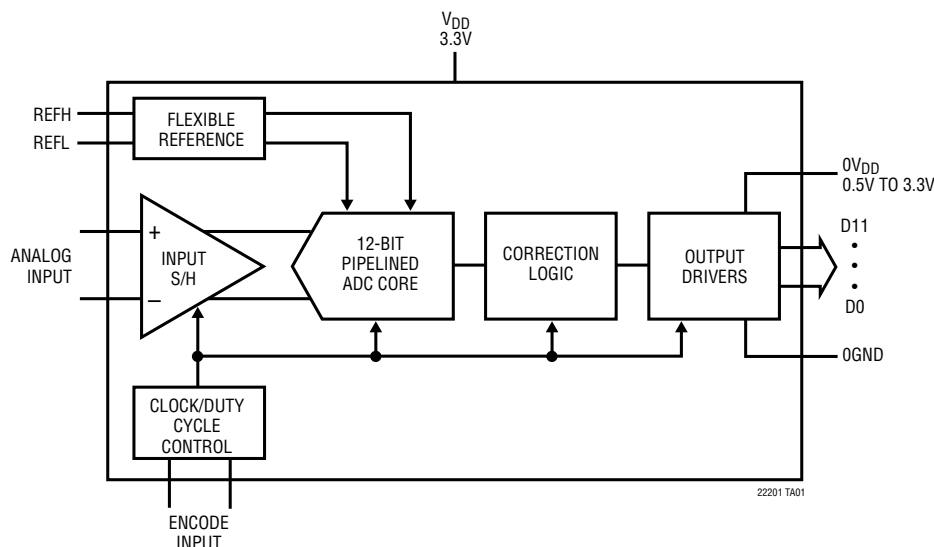 VDD
3.3V
REFH
REFL
FLEXIBLE
REFERENCE
0VDD
0.5V TO 3.3V
ANALOG
INPUT
+
−
INPUT
S/H
12-BIT
PIPELINED
ADC CORE
CORRECTION
LOGIC
OUTPUT
DRIVERS
D11
•
•
•
D0
0GND
CLOCK/DUTY
CYCLE
CONTROL
22201 TA01
ENCODE
INPUT